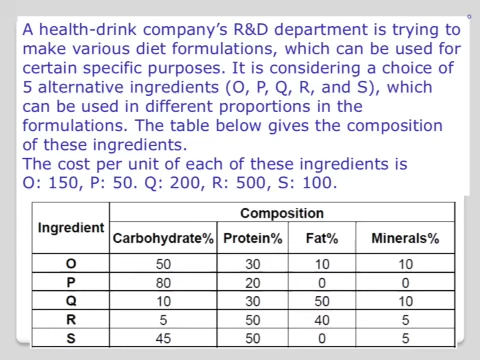 A health-drink company's R&D department is trying to
make various diet formulations, which can be used for
certain specific purposes. It is considering a choice of
5 alternative ingredients (O, P, Q, R, and S), which
can be used in different proportions in the
formulations. The table below gives the composition
of these ingredients.
The cost per unit of each of these ingredients is
O: 150, P: 50. Q: 200, R: 500, S: 100.
Ingredient Composition
Carbohydrate% Protein% Fat% Minerals%
O 50 30 10 10
P 80 20 0 0
Q 10 30 50 10
R 5 50 40 5
S 45 50 0 5